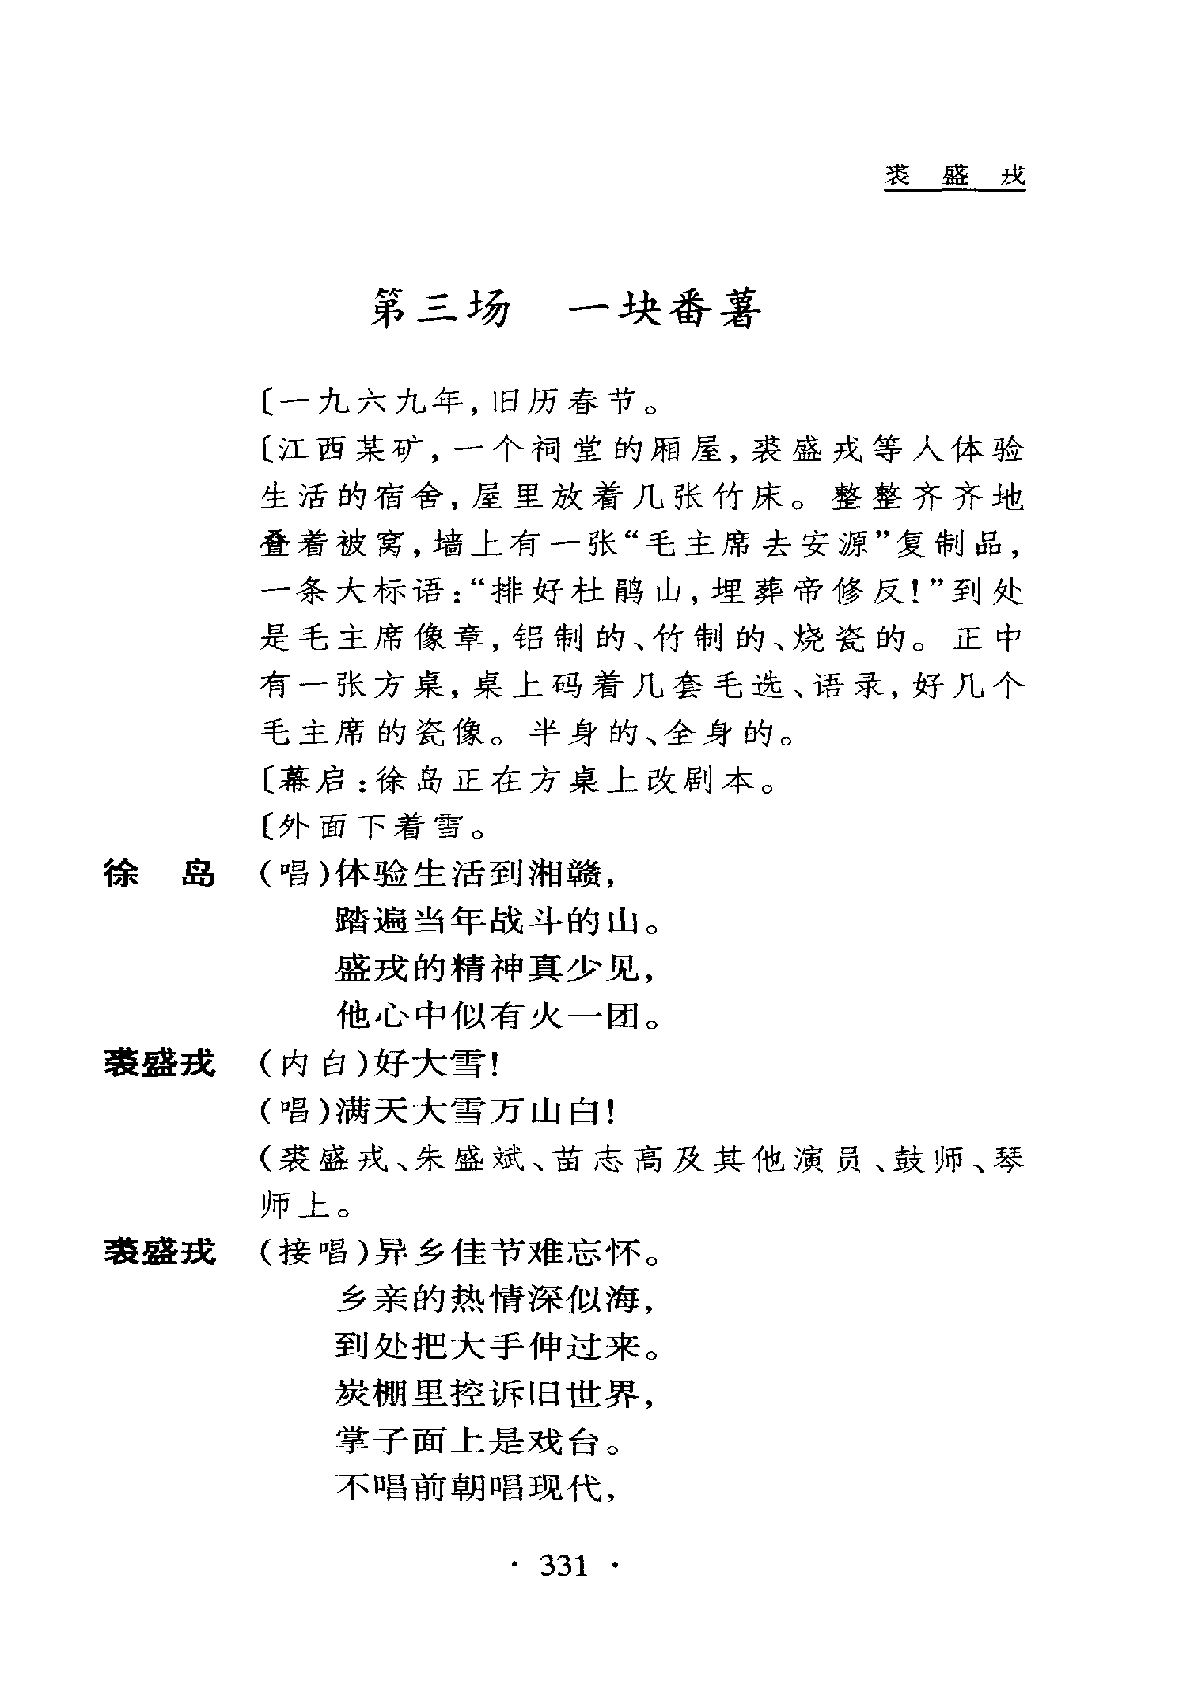 裘盛戎
第三场　一块番薯
〔一九六九年，旧历春节。
〔江西某矿，一个祠堂的厢屋，裘盛戎等人体验
生活的宿舍，屋里放着几张竹床。整整齐齐地
叠着被窝，墙上有一张“毛主席去安源”复制品，
一条大标语：“排好杜鹃山，埋葬帝修反！”到处
是毛主席像章，铝制的、竹制的、烧瓷的。正中
有一张方桌，桌上码着几套毛选、语录，好几个
毛主席的瓷像。半身的、全身的。
〔幕启：徐岛正在方桌上改剧本。
〔外面下着雪。
徐　岛　（唱）体验生活到湘赣，
踏遍当年战斗的山。
盛戎的精神真少见，
他心中似有火一团。
裘盛戎　（内白）好大雪！
（唱）满天大雪万山白！
（裘盛戎、朱盛斌、苗志高及其他演员、鼓师、琴
师上。
裘盛戎　（接唱）异乡佳节难忘怀。
乡亲的热情深似海，
到处把大手伸过来。
炭棚里控诉旧世界，
掌子面上是戏台。
不唱前朝唱现代，
· 331 ·